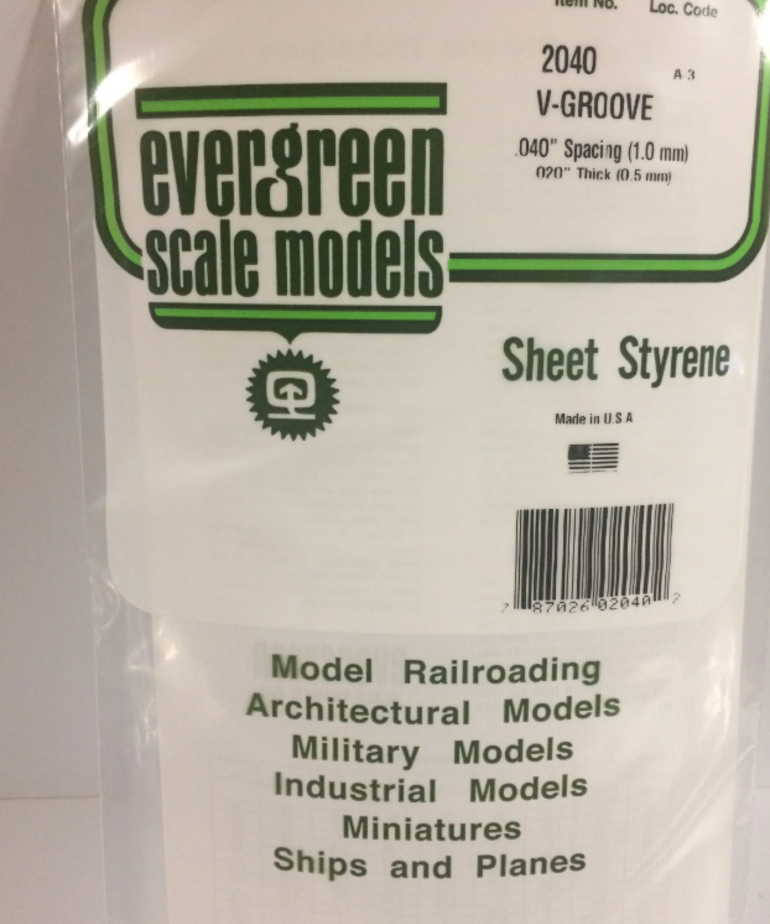 Item No. Loc. Code
2040 A 3
V-GROOVE
.040" Spacing (1.0 mm)
.020" Thick (0.5 mm)
evergreen
scale models
Sheet Styrene
Made in U.S.A
7 87026 02040 2
Model Railroading
Architectural Models
Military Models
Industrial Models
Miniatures
Ships and Planes